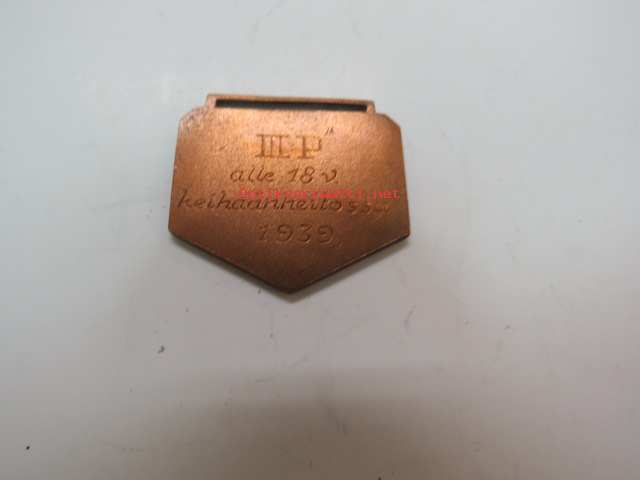 III P
alle 18 v.
keihäänheitossa
1939